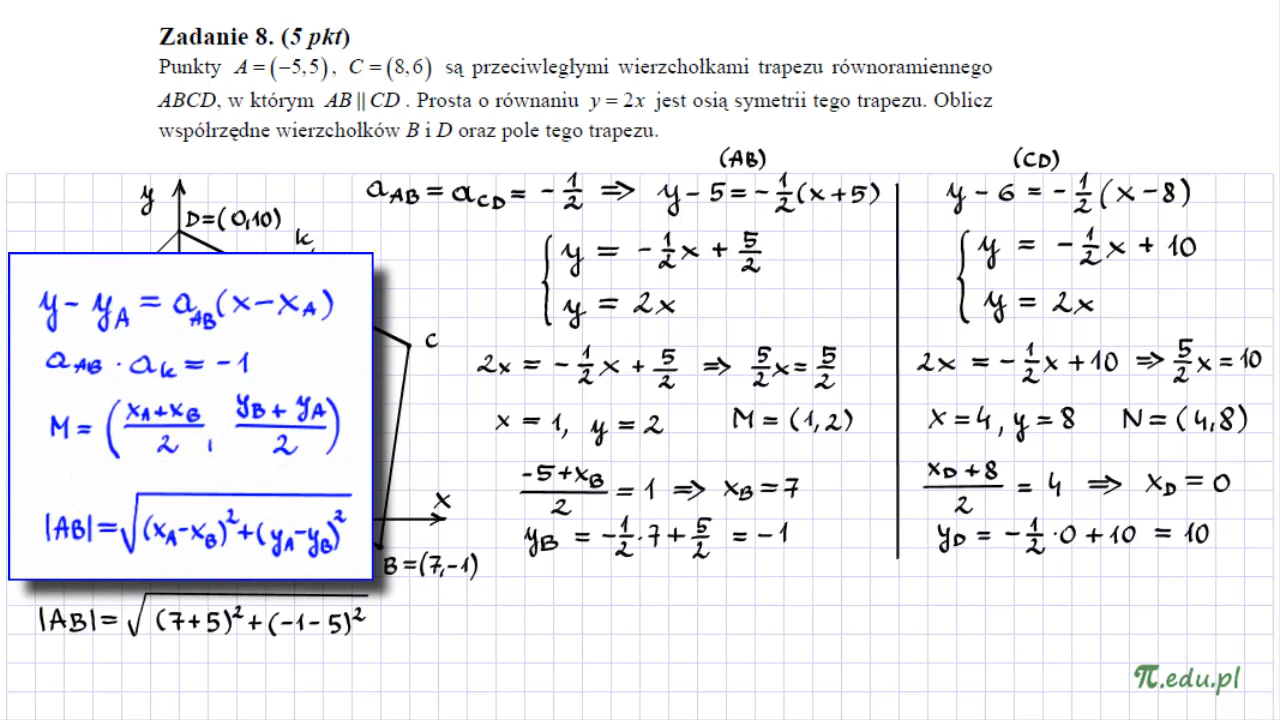 Zadanie 8. (5 pkt)
Punkty A = (−5,5), C = (8,6) są przeciwległymi wierzchołkami trapezu równoramiennego
ABCD, w którym AB || CD. Prosta o równaniu y = 2x jest osią symetrii tego trapezu. Oblicz
współrzędne wierzchołków B i D oraz pole tego trapezu.
y
D=(0,10)
k
C
x
B=(7,-1)
y - y_A = a_AB (x - x_A)
a_AB · a_k = -1
M = ( (x_A + x_B)/2 , (y_B + y_A)/2 )
|AB| = √((x_A - x_B)² + (y_A - y_B)²)
|AB| = √((7+5)² + (-1-5)²)
a_AB = a_CD = -1/2 ⇒
(AB)
y - 5 = -1/2 (x+5)
{ y = -1/2 x + 5/2
y = 2x
2x = -1/2 x + 5/2 ⇒ 5/2 x = 5/2
x = 1, y = 2 M = (1,2)
(-5+x_B)/2 = 1 ⇒ x_B = 7
y_B = -1/2 · 7 + 5/2 = -1
(CD)
y - 6 = -1/2 (x - 8)
{ y = -1/2 x + 10
y = 2x
2x = -1/2 x + 10 ⇒ 5/2 x = 10
x = 4, y = 8 N = (4,8)
(x_D + 8)/2 = 4 ⇒ x_D = 0
y_D = -1/2 · 0 + 10 = 10
π.edu.pl